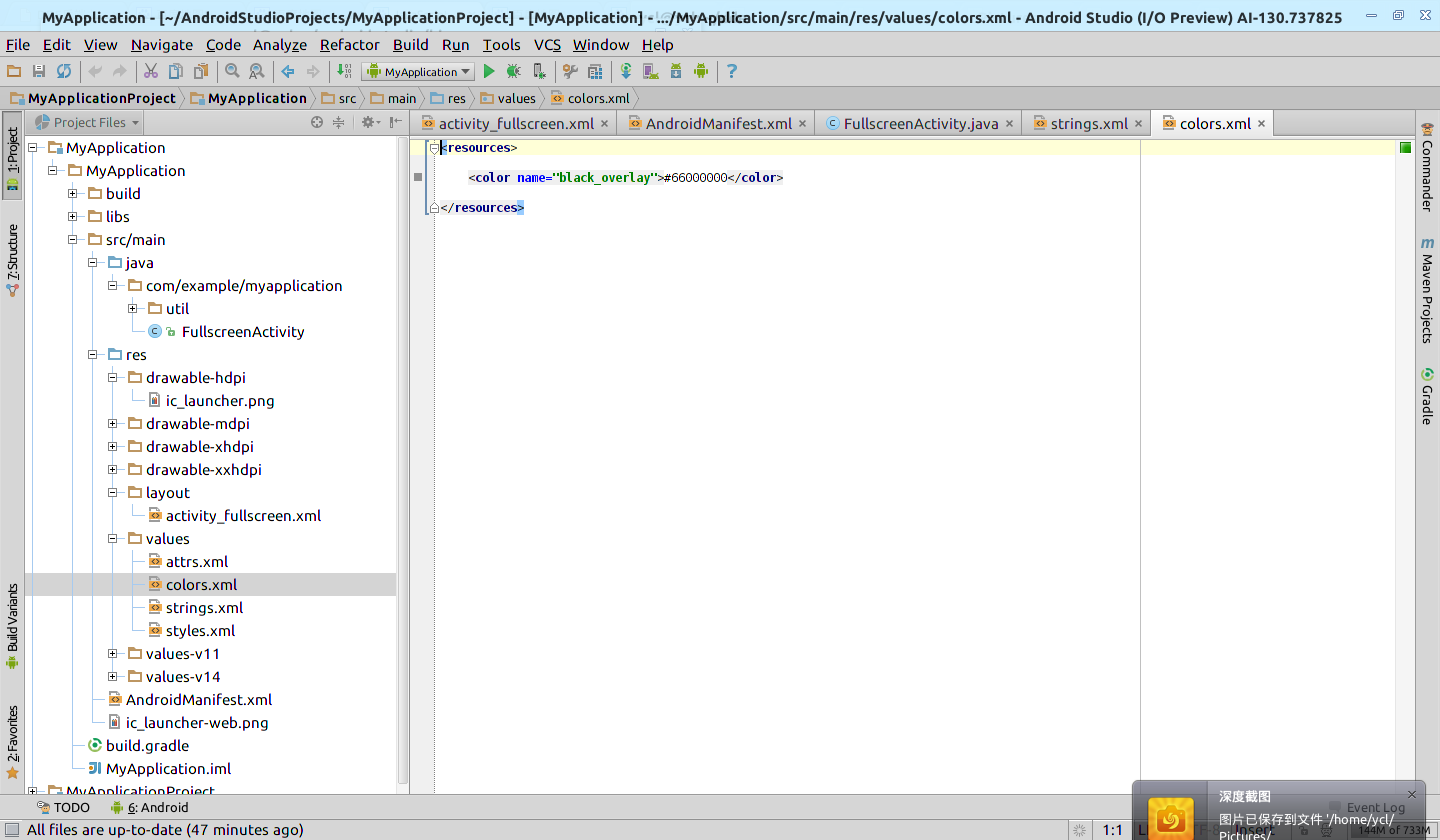 MyApplication - [~/AndroidStudioProjects/MyApplicationProject] - [MyApplication] - .../MyApplication/src/main/res/values/colors.xml - Android Studio (I/O Preview) AI-130.737825
File Edit View Navigate Code Analyze Refactor Build Run Tools VCS Window Help
MyApplication
MyApplicationProject MyApplication src main res values colors.xml
Project Files
activity_fullscreen.xml AndroidManifest.xml FullscreenActivity.java strings.xml colors.xml
1: Project
7: Structure
Build Variants
2: Favorites
MyApplication
MyApplication
build
libs
src/main
java
com/example/myapplication
util
FullscreenActivity
res
drawable-hdpi
ic_launcher.png
drawable-mdpi
drawable-xhdpi
drawable-xxhdpi
layout
activity_fullscreen.xml
values
attrs.xml
colors.xml
strings.xml
styles.xml
values-v11
values-v14
AndroidManifest.xml
ic_launcher-web.png
build.gradle
MyApplication.iml
MyApplicationProject
<resources>
<color name="black_overlay">#66000000</color>
</resources>
Commander
Maven Projects
Gradle
TODO 6: Android
Event Log
深度截图
图片已保存到文件 '/home/ycl/
Pictures/
All files are up-to-date (47 minutes ago)
1:1 Insert 144M of 733M